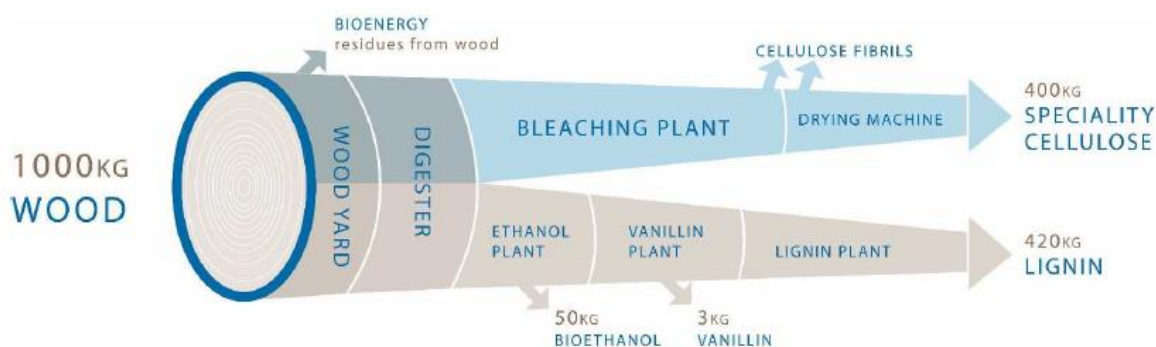 BIOENERGY
residues from wood
CELLULOSE FIBRILS
1000KG
WOOD
WOOD YARD
DIGESTER
BLEACHING PLANT
DRYING MACHINE
400KG
SPECIALITY
CELLULOSE
ETHANOL
PLANT
VANILLIN
PLANT
LIGNIN PLANT
420KG
LIGNIN
50KG
BIOETHANOL
3KG
VANILLIN